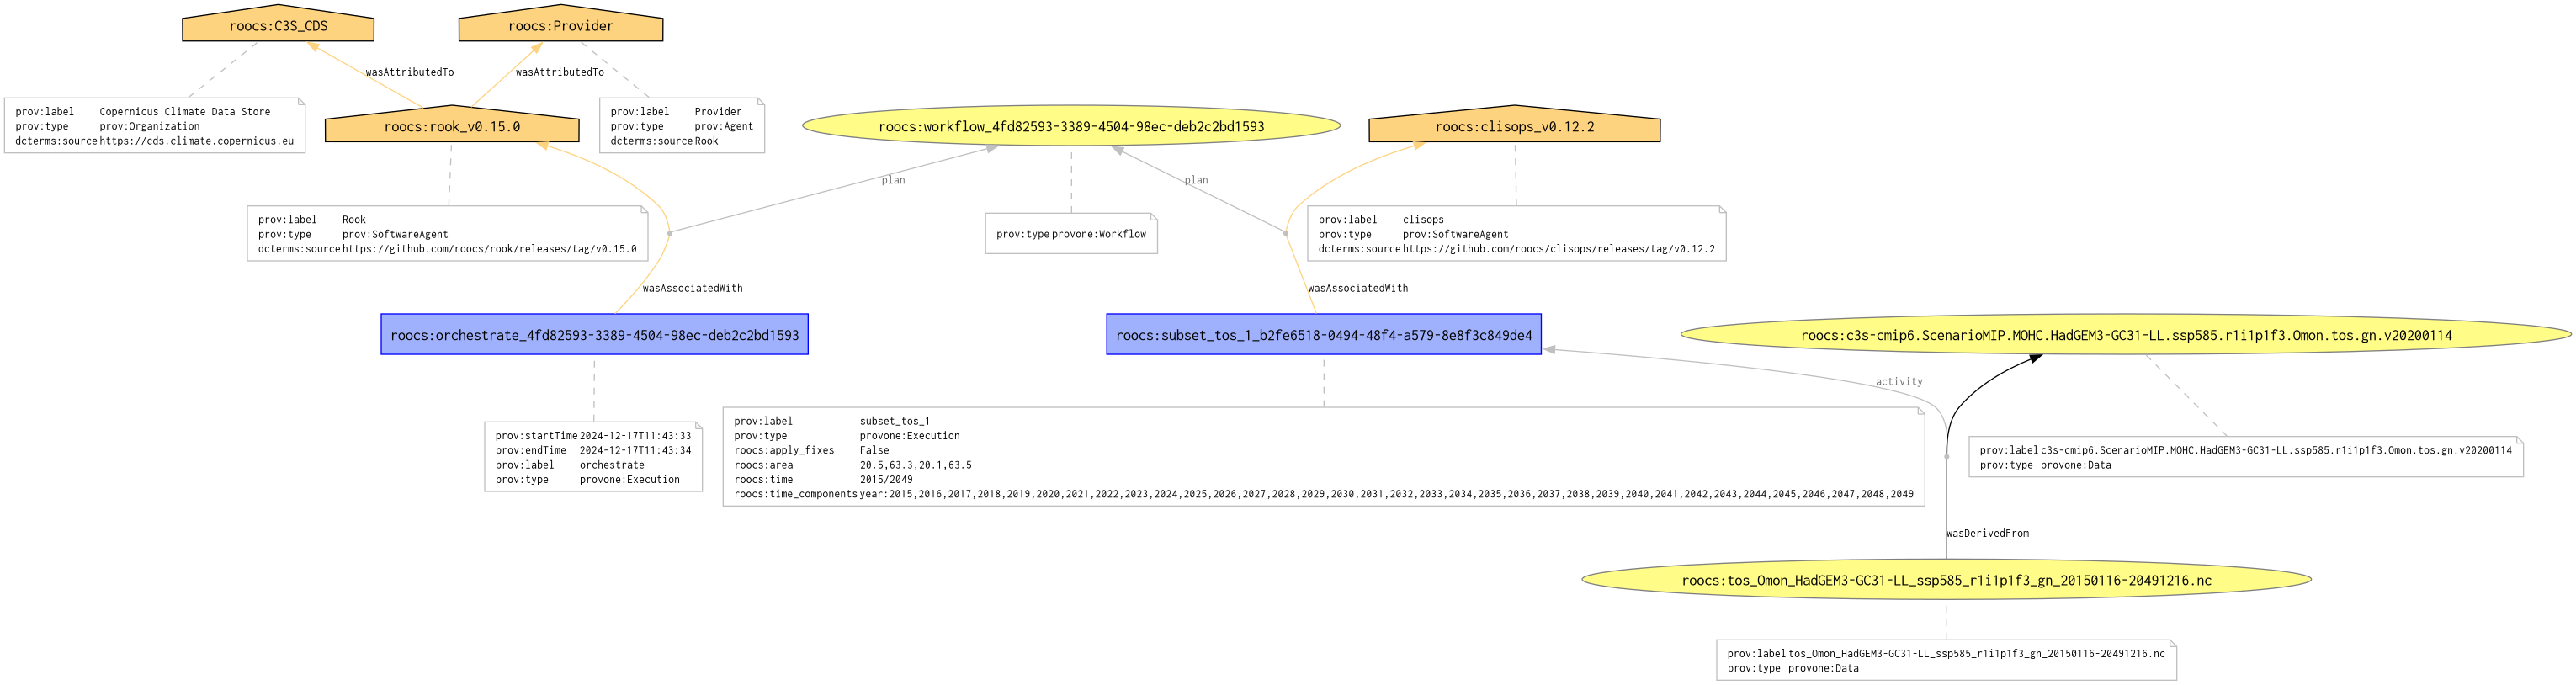 roocs:C3S_CDS
roocs:Provider
wasAttributedTo
wasAttributedTo
prov:label Copernicus Climate Data Store
prov:type prov:Organization
dcterms:source https://cds.climate.copernicus.eu
roocs:rook_v0.15.0
prov:label Provider
prov:type prov:Agent
dcterms:source Rook
roocs:workflow_4fd82593-3389-4504-98ec-deb2c2bd1593
roocs:clisops_v0.12.2
plan
plan
prov:label Rook
prov:type prov:SoftwareAgent
dcterms:source https://github.com/roocs/rook/releases/tag/v0.15.0
prov:type provone:Workflow
prov:label clisops
prov:type prov:SoftwareAgent
dcterms:source https://github.com/roocs/clisops/releases/tag/v0.12.2
wasAssociatedWith
wasAssociatedWith
roocs:orchestrate_4fd82593-3389-4504-98ec-deb2c2bd1593
roocs:subset_tos_1_b2fe6518-0494-48f4-a579-8e8f3c849de4
roocs:c3s-cmip6.ScenarioMIP.MOHC.HadGEM3-GC31-LL.ssp585.r1i1p1f3.Omon.tos.gn.v20200114
activity
prov:startTime 2024-12-17T11:43:33
prov:endTime 2024-12-17T11:43:34
prov:label orchestrate
prov:type provone:Execution
prov:label subset_tos_1
prov:type provone:Execution
roocs:apply_fixes False
roocs:area 20.5,63.3,20.1,63.5
roocs:time 2015/2049
roocs:time_components year:2015,2016,2017,2018,2019,2020,2021,2022,2023,2024,2025,2026,2027,2028,2029,2030,2031,2032,2033,2034,2035,2036,2037,2038,2039,2040,2041,2042,2043,2044,2045,2046,2047,2048,2049
prov:label c3s-cmip6.ScenarioMIP.MOHC.HadGEM3-GC31-LL.ssp585.r1i1p1f3.Omon.tos.gn.v20200114
prov:type provone:Data
wasDerivedFrom
roocs:tos_Omon_HadGEM3-GC31-LL_ssp585_r1i1p1f3_gn_20150116-20491216.nc
prov:label tos_Omon_HadGEM3-GC31-LL_ssp585_r1i1p1f3_gn_20150116-20491216.nc
prov:type provone:Data